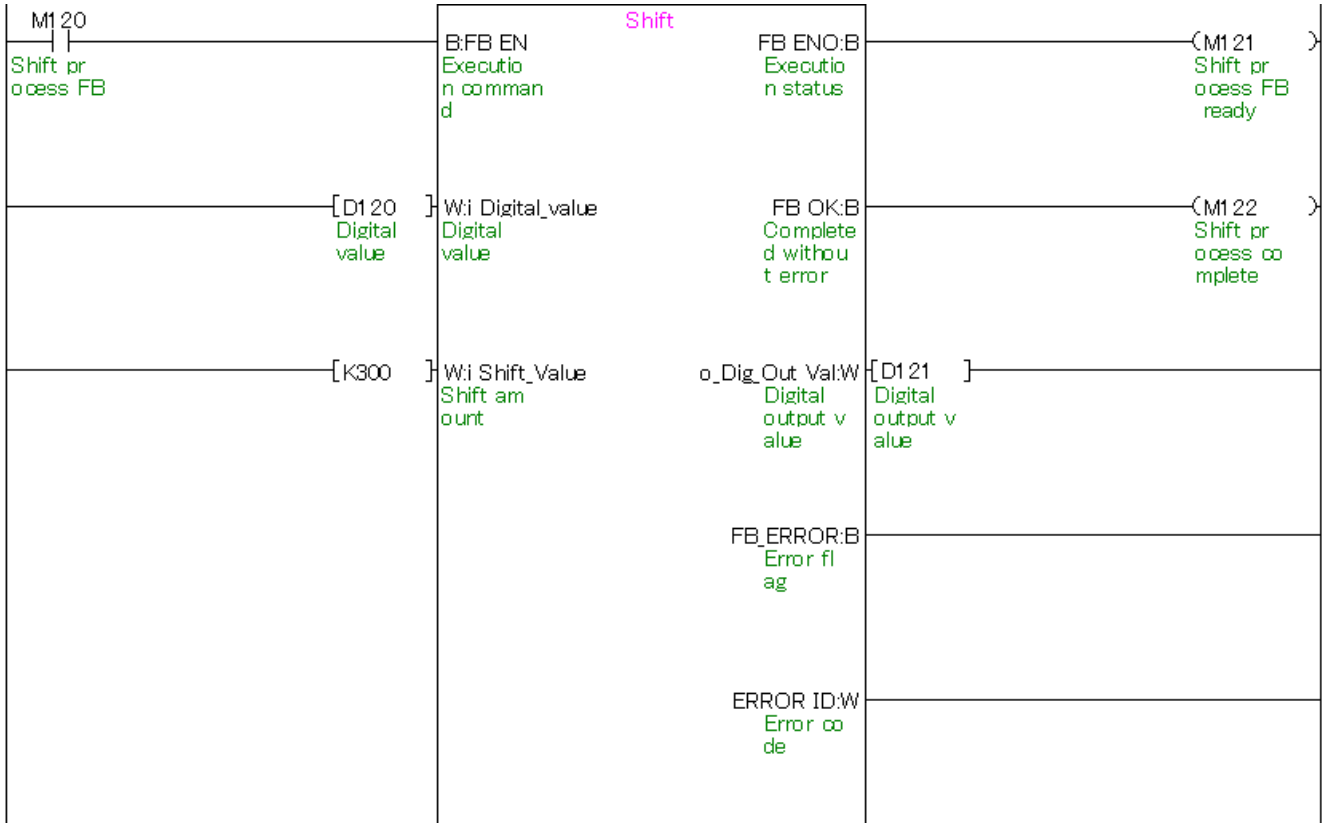 M120
Shift
B:FB EN
FB ENO:B
(M121 )
Shift pr
ocess FB
Executio
n comman
d
Executio
n status
Shift pr
ocess FB
ready
[D120 ]
W:i Digital_value
FB OK:B
(M122 )
Digital
value
Digital
value
Complete
d withou
t error
Shift pr
ocess co
mplete
[K300 ]
W:i Shift_Value
o_Dig_Out Val:W
[D121 ]
Shift am
ount
Digital
output v
alue
Digital
output v
alue
FB_ERROR:B
Error fl
ag
ERROR ID:W
Error co
de